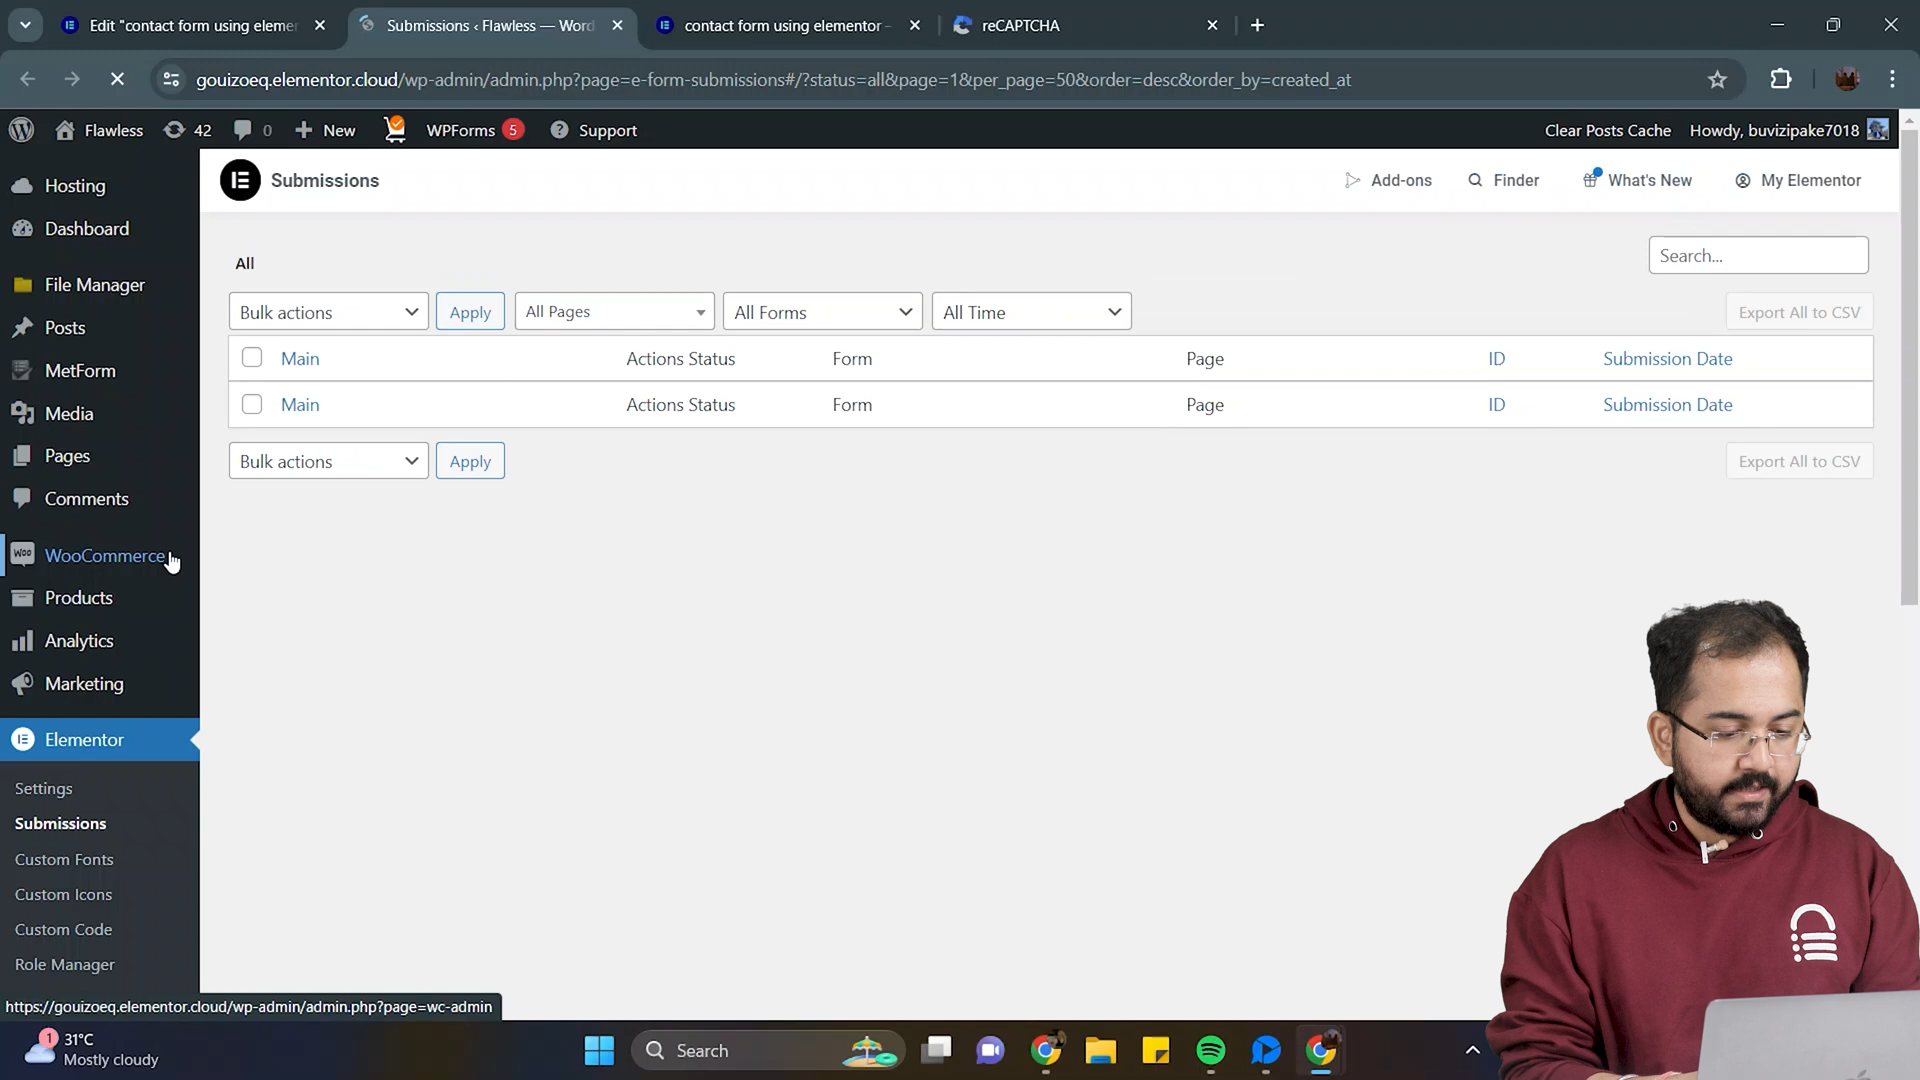 Edit "contact form using elemer
Submissions ‹ Flawless — Word
contact form using elementor -
reCAPTCHA
gouizoeq.elementor.cloud/wp-admin/admin.php?page=e-form-submissions#/?status=all&page=1&per_page=50&order=desc&order_by=created_at
Flawless
42
0
New
WPForms 5
Support
Clear Posts Cache
Howdy, buvizipake7018
Hosting
Dashboard
File Manager
Posts
MetForm
Media
Pages
Comments
Woo WooCommerce
Products
Analytics
Marketing
Elementor
Settings
Submissions
Custom Fonts
Custom Icons
Custom Code
Role Manager
Submissions
Add-ons
Finder
What's New
My Elementor
All
Search...
Bulk actions
Apply
All Pages
All Forms
All Time
Export All to CSV
Main Actions Status Form Page ID Submission Date
Main Actions Status Form Page ID Submission Date
Bulk actions
Apply
Export All to CSV
https://gouizoeq.elementor.cloud/wp-admin/admin.php?page=wc-admin
1
31°C
Mostly cloudy
Search